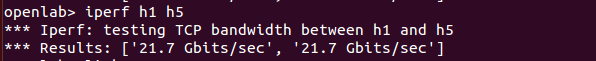 openlab> iperf h1 h5
*** Iperf: testing TCP bandwidth between h1 and h5
*** Results: ['21.7 Gbits/sec', '21.7 Gbits/sec']